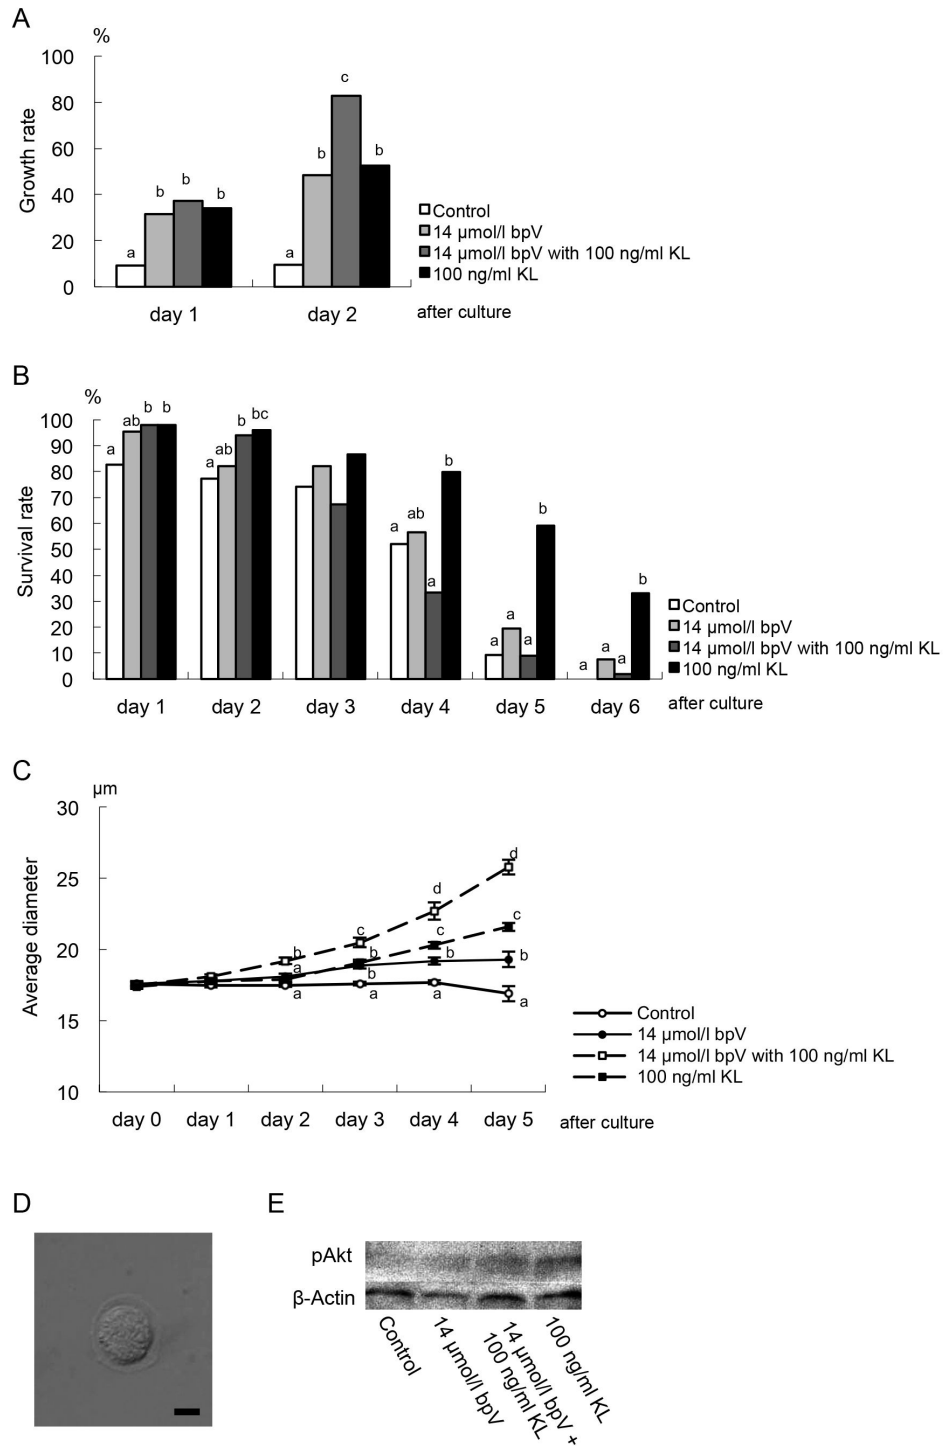 A
%
100
80
60
40
20
0
Growth rate
a b b b
a b c b
day 1 day 2 after culture
Control
14 µmol/l bpV
14 µmol/l bpV with 100 ng/ml KL
100 ng/ml KL
B
%
100
90
80
70
60
50
40
30
20
10
0
Survival rate
a ab b b
a ab b bc
a ab a b
a a a b
a a a b
day 1 day 2 day 3 day 4 day 5 day 6 after culture
Control
14 µmol/l bpV
14 µmol/l bpV with 100 ng/ml KL
100 ng/ml KL
C
µm
30
25
20
15
10
Average diameter
b a a
c b b a
d c b a
d c b a
day 0 day 1 day 2 day 3 day 4 day 5 after culture
Control
14 µmol/l bpV
14 µmol/l bpV with 100 ng/ml KL
100 ng/ml KL
D
E
pAkt
β-Actin
Control
14 µmol/l bpV
14 µmol/l bpV +
100 ng/ml KL
100 ng/ml KL